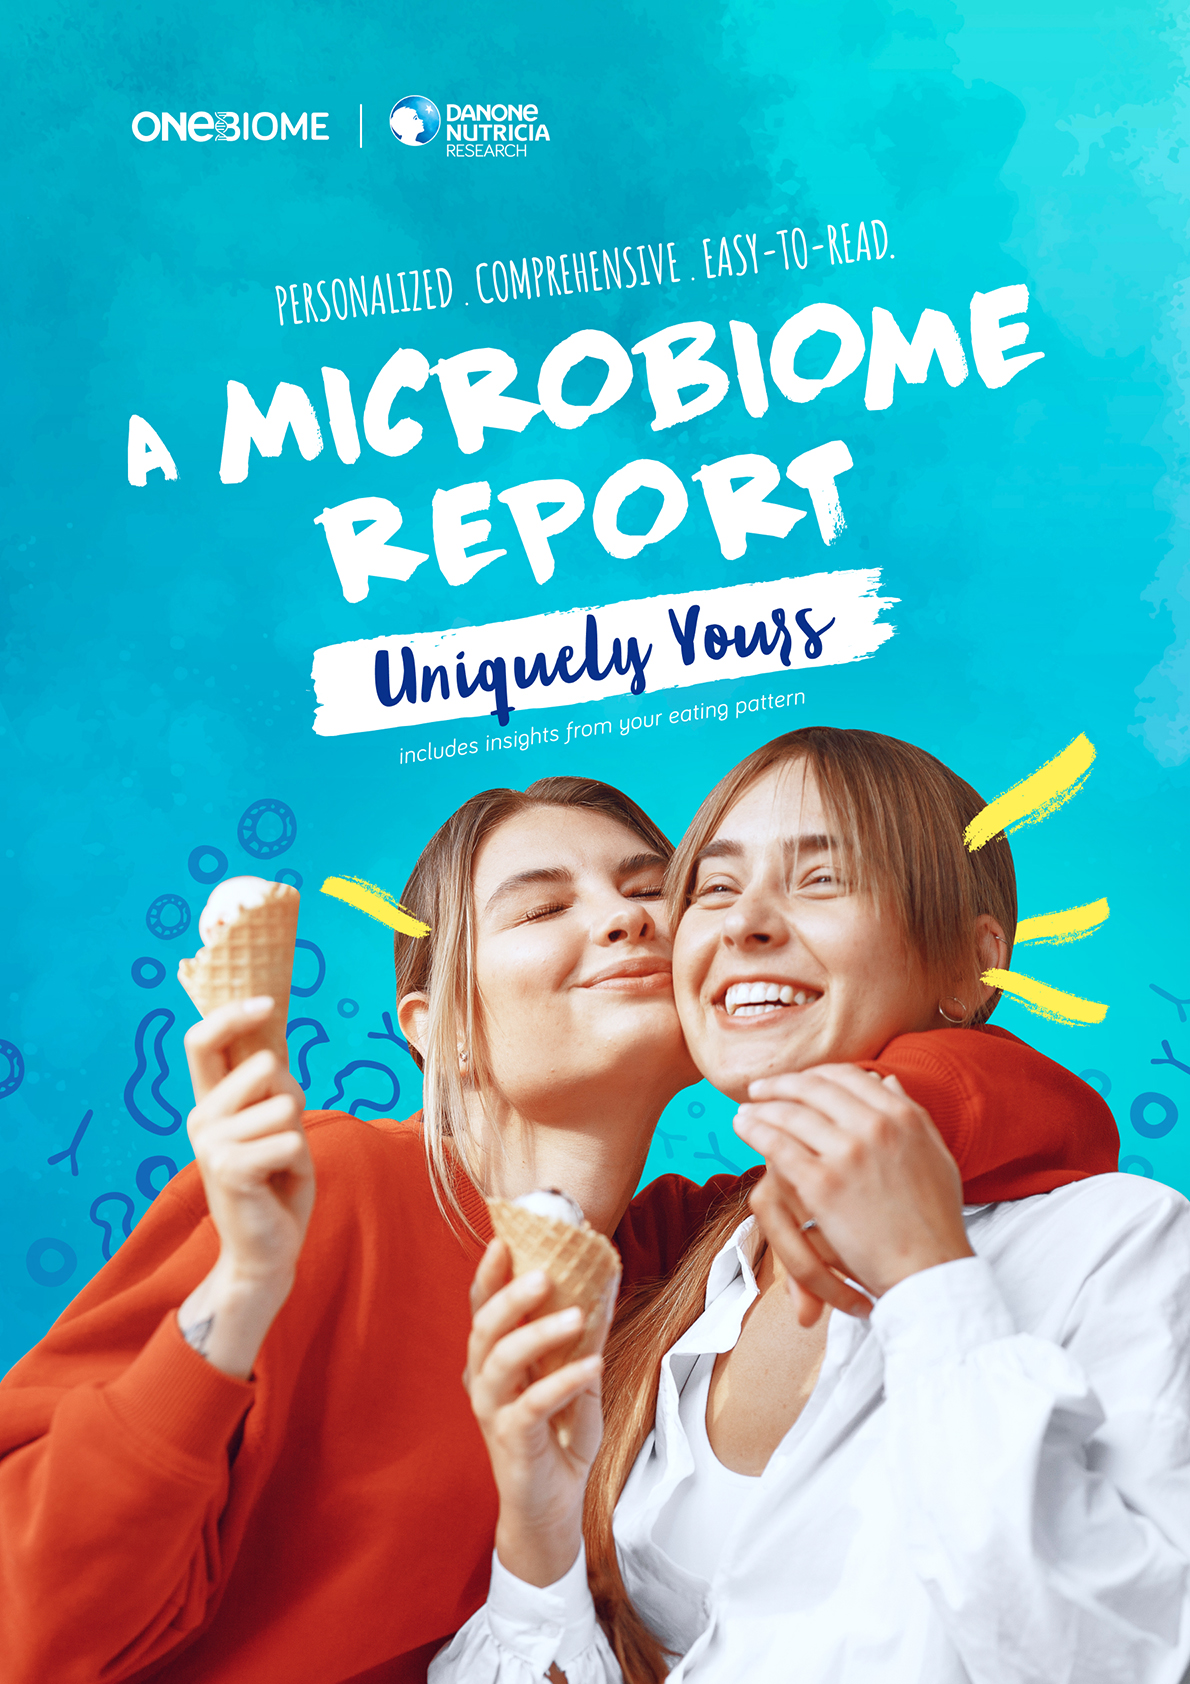 ONEBIOME
DANONE
NUTRICIA
RESEARCH
PERSONALIZED . COMPREHENSIVE . EASY-TO-READ.
A MICROBIOME
REPORT
Uniquely Yours
includes insights from your eating pattern